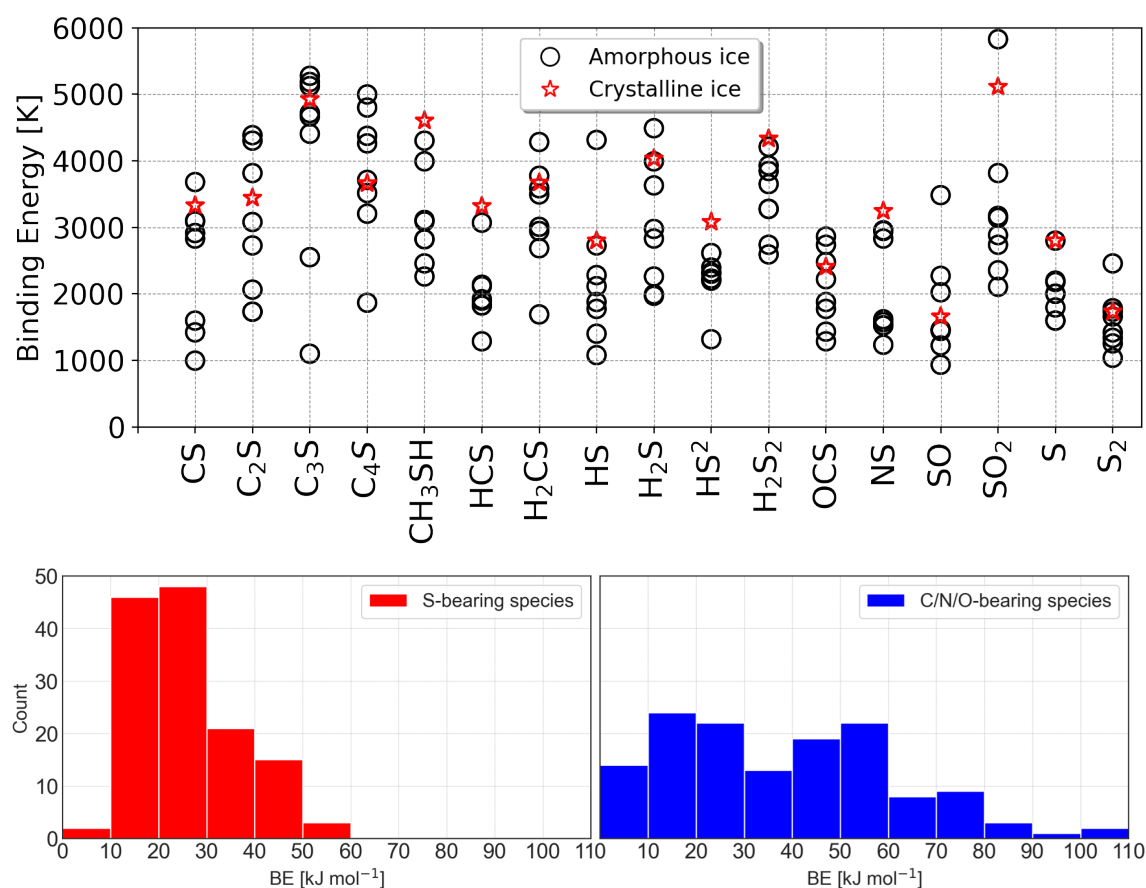 Binding Energy [K]
6000
5000
4000
3000
2000
1000
0
Amorphous ice
Crystalline ice
CS
C₂S
C₃S
C₄S
CH₃SH
HCS
H₂CS
HS
H₂S
HS²
H₂S₂
OCS
NS
SO
SO₂
S
S₂
Count
50
40
30
20
10
0
S-bearing species
0 10 20 30 40 50 60 70 80 90 100 110
BE [kJ mol⁻¹]
C/N/O-bearing species
10 20 30 40 50 60 70 80 90 100 110
BE [kJ mol⁻¹]